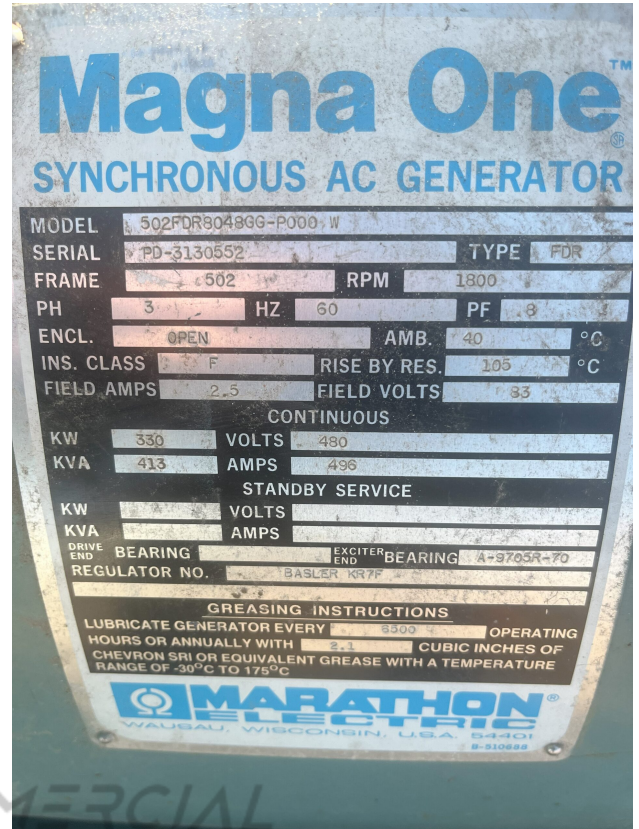 Magna One™
SYNCHRONOUS AC GENERATOR
MODEL 502FDR8048GG-P000 W
SERIAL PD-3130552 TYPE FDR
FRAME 502 RPM 1800
PH 3 HZ 60 PF .8
ENCL. OPEN AMB. 40 °C
INS. CLASS F RISE BY RES. 105 °C
FIELD AMPS 2.5 FIELD VOLTS 83
CONTINUOUS
KW 330 VOLTS 480
KVA 413 AMPS 496
STANDBY SERVICE
KW VOLTS
KVA AMPS
DRIVE END BEARING EXCITER END BEARING A-9705R-70
REGULATOR NO. BASLER KR7F
GREASING INSTRUCTIONS
LUBRICATE GENERATOR EVERY 6500 OPERATING
HOURS OR ANNUALLY WITH 2.1 CUBIC INCHES OF
CHEVRON SRI OR EQUIVALENT GREASE WITH A TEMPERATURE
RANGE OF -30°C TO 175°C
MARATHON®
ELECTRIC
WAUSAU, WISCONSIN, U.S.A. 54401
B-510688